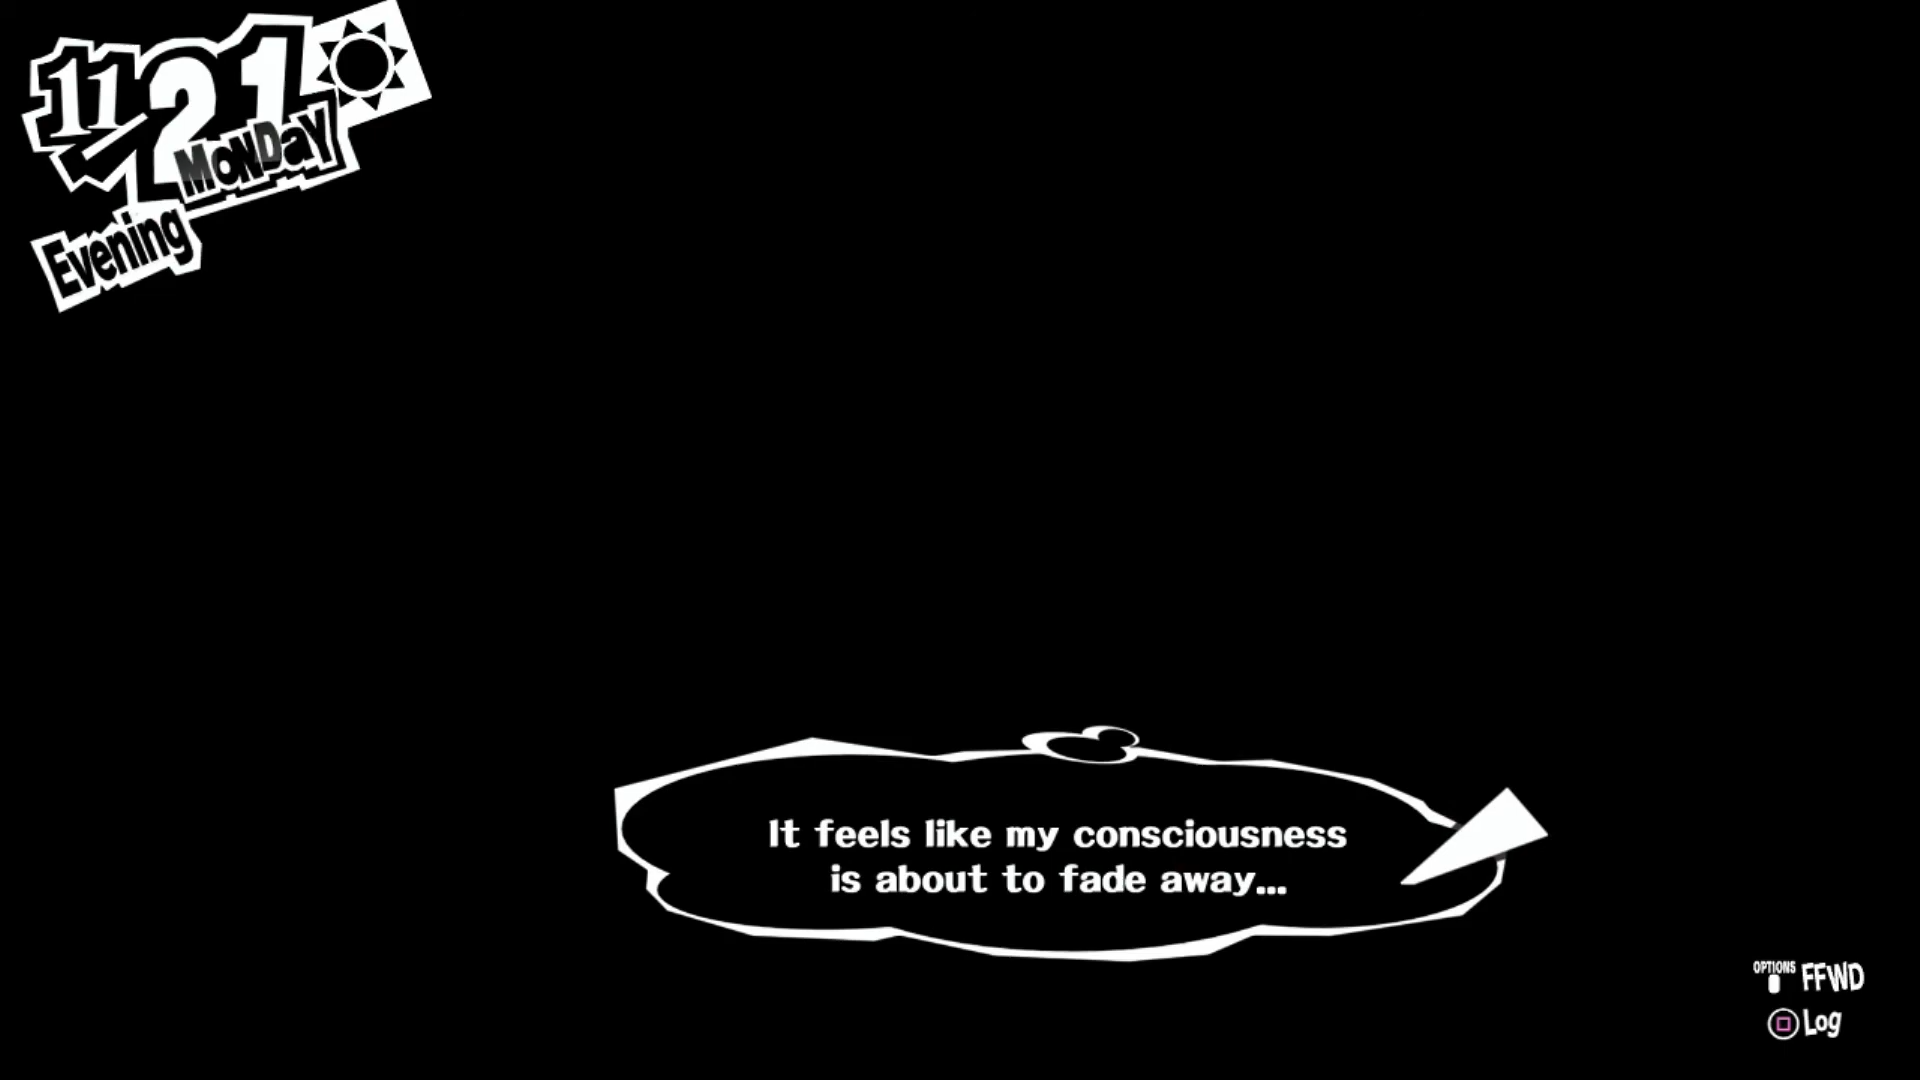 11/21
MONDaY
Evening
It feels like my consciousness
is about to fade away...
OPTIONS FFWD
Log